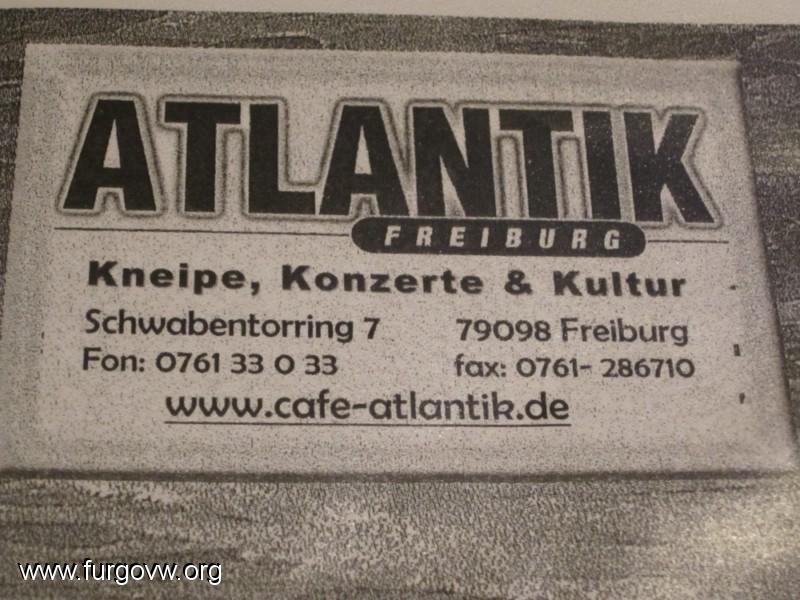 ATLANTIK
FREIBURG
Kneipe, Konzerte & Kultur
Schwabentorring 7 79098 Freiburg
Fon: 0761 33 0 33 fax: 0761- 286710
www.cafe-atlantik.de
www.furgovw.org